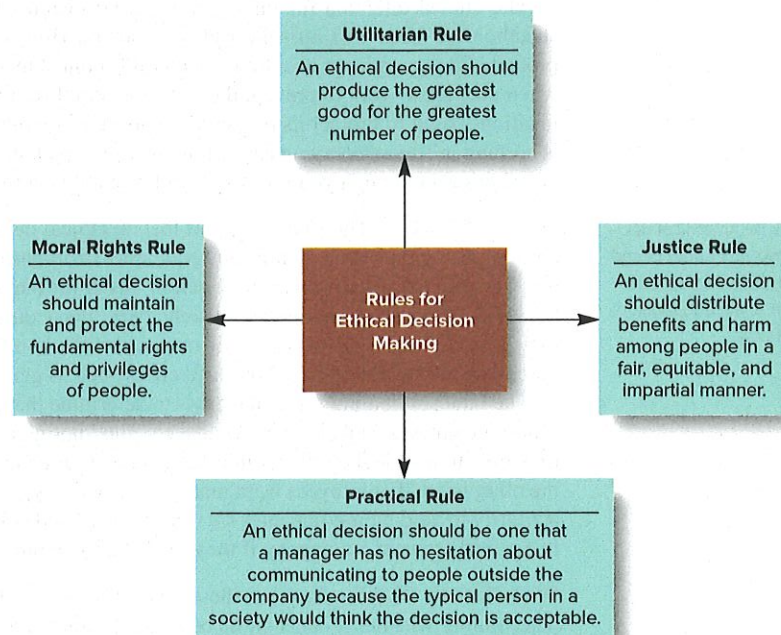 Utilitarian Rule
An ethical decision should
produce the greatest
good for the greatest
number of people.
Moral Rights Rule
An ethical decision
should maintain
and protect the
fundamental rights
and privileges
of people.
Rules for
Ethical Decision
Making
Justice Rule
An ethical decision
should distribute
benefits and harm
among people in a
fair, equitable, and
impartial manner.
Practical Rule
An ethical decision should be one that
a manager has no hesitation about
communicating to people outside the
company because the typical person in a
society would think the decision is acceptable.